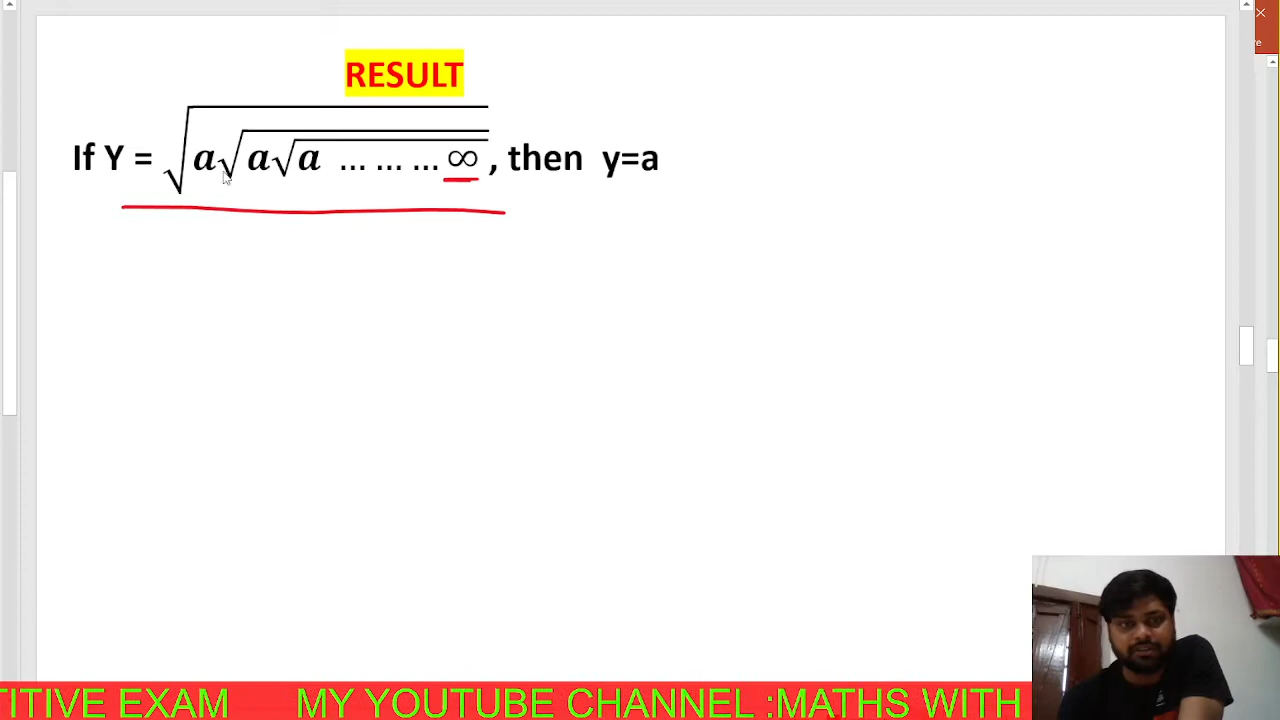 RESULT
If Y = √(a√(a√a … … … ∞)), then y=a
TITIVE EXAM MY YOUTUBE CHANNEL :MATHS WITH